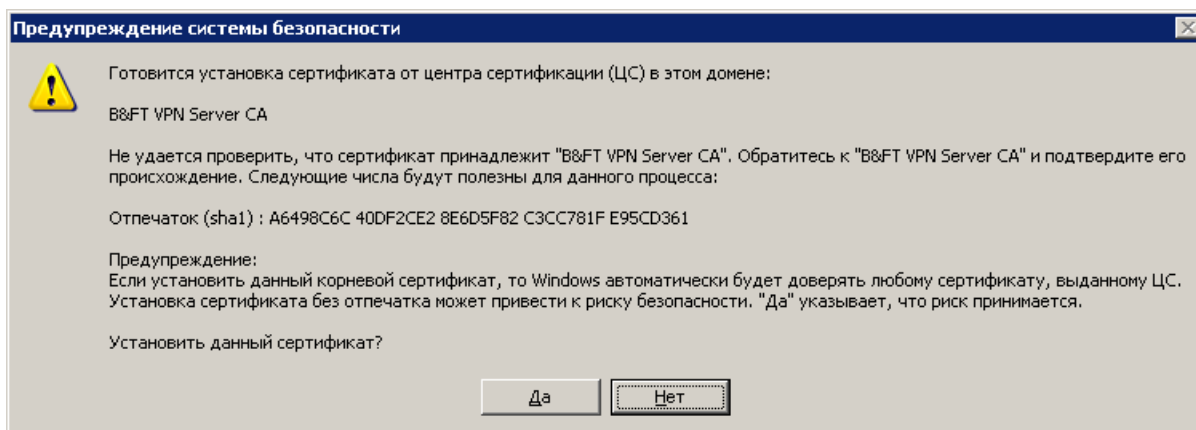 Предупреждение системы безопасности
Готовится установка сертификата от центра сертификации (ЦС) в этом домене:
B&FT VPN Server CA
Не удается проверить, что сертификат принадлежит "B&FT VPN Server CA". Обратитесь к "B&FT VPN Server CA" и подтвердите его
происхождение. Следующие числа будут полезны для данного процесса:
Отпечаток (sha1) : A6498C6C 40DF2CE2 8E6D5F82 C3CC781F E95CD361
Предупреждение:
Если установить данный корневой сертификат, то Windows автоматически будет доверять любому сертификату, выданному ЦС.
Установка сертификата без отпечатка может привести к риску безопасности. "Да" указывает, что риск принимается.
Установить данный сертификат?
Да
Нет